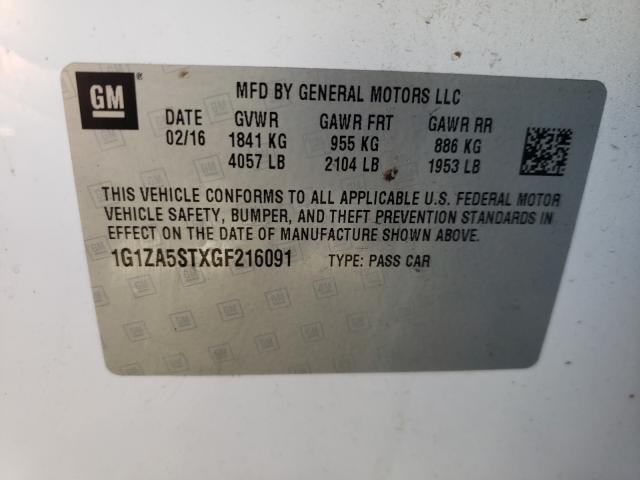 GM ®
MFD BY GENERAL MOTORS LLC
DATE GVWR GAWR FRT GAWR RR
02/16 1841 KG 955 KG 886 KG
4057 LB 2104 LB 1953 LB
THIS VEHICLE CONFORMS TO ALL APPLICABLE U.S. FEDERAL MOTOR
VEHICLE SAFETY, BUMPER, AND THEFT PREVENTION STANDARDS IN
EFFECT ON THE DATE OF MANUFACTURE SHOWN ABOVE.
1G1ZA5STXGF216091 TYPE: PASS CAR